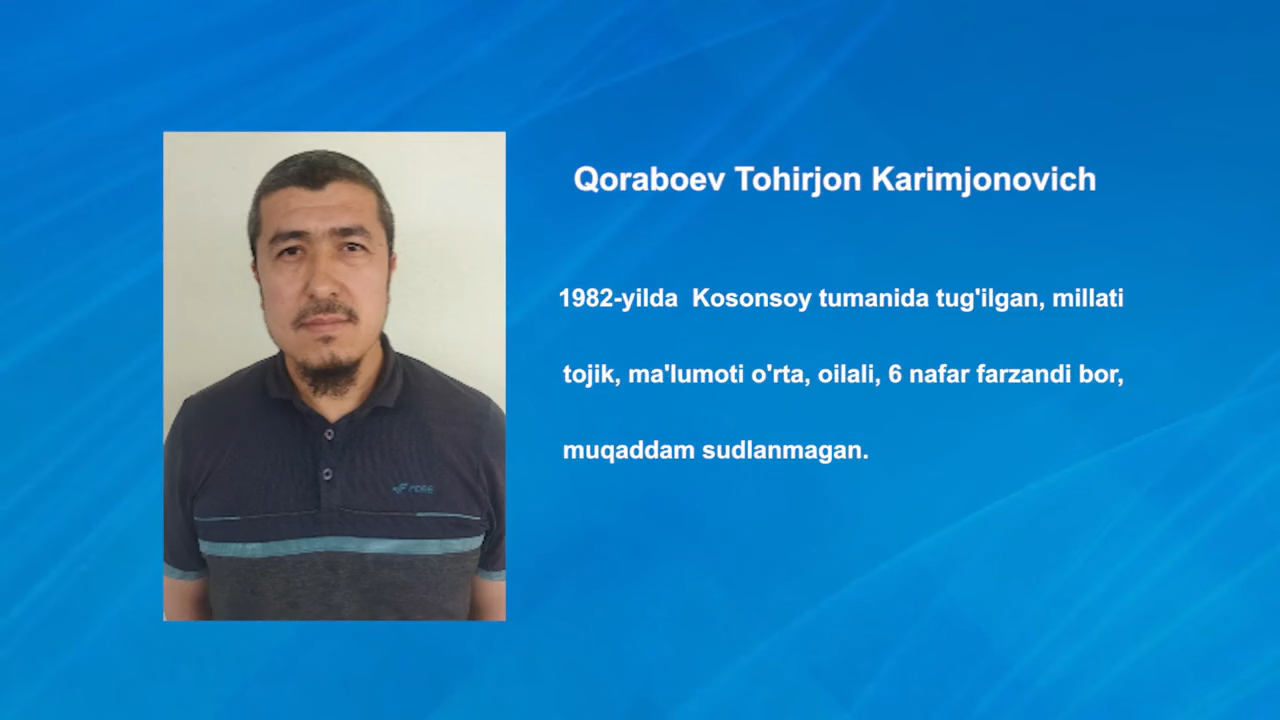 Qoraboev Tohirjon Karimjonovich
1982-yilda Kosonsoy tumanida tug'ilgan, millati
tojik, ma'lumoti o'rta, oilali, 6 nafar farzandi bor,
muqaddam sudlanmagan.